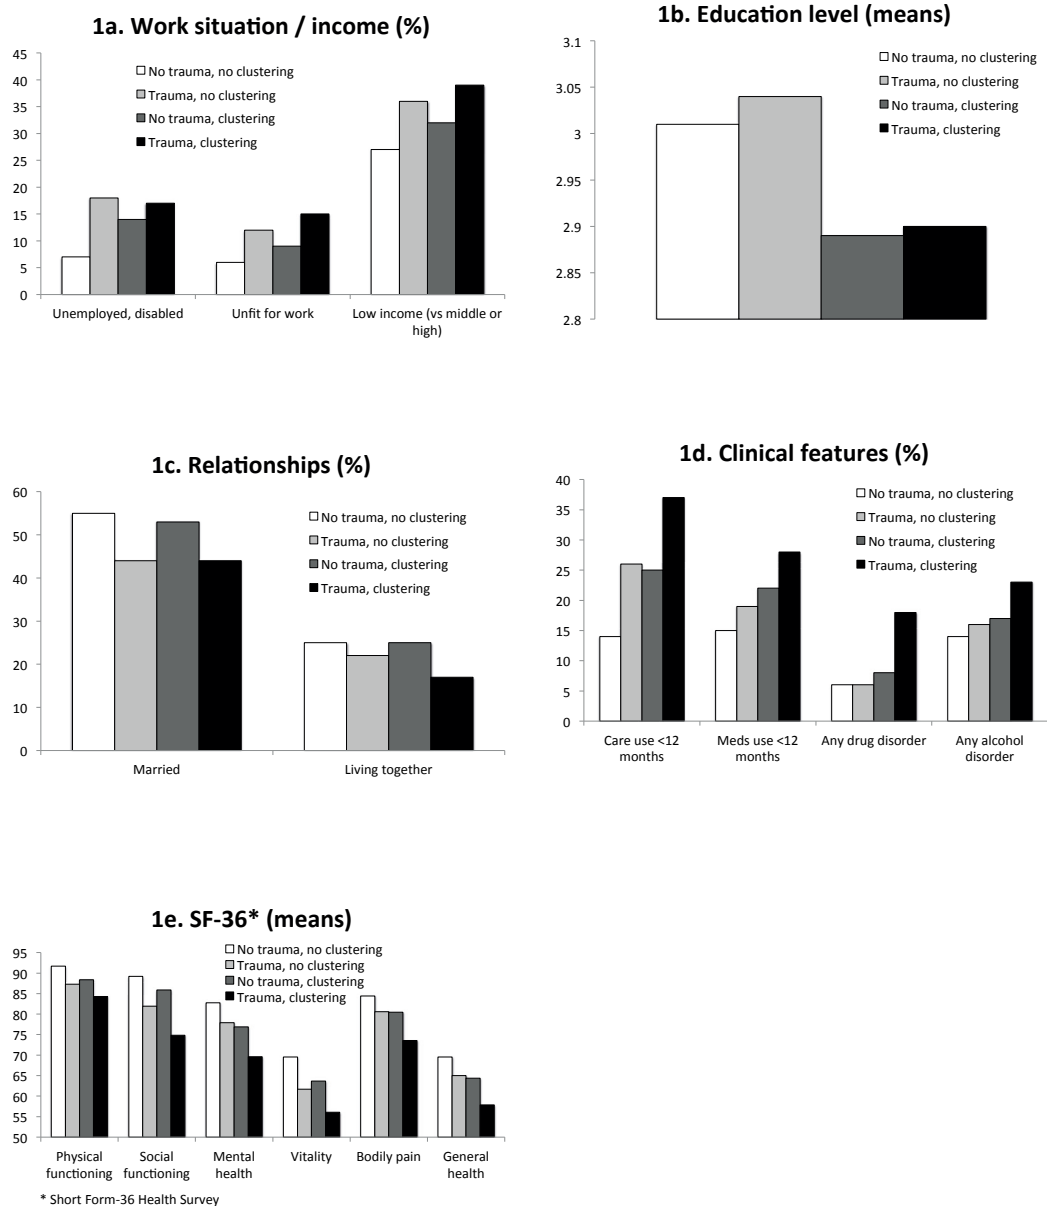 1a. Work situation / income (%)
45
40
35
30
25
20
15
10
5
0
No trauma, no clustering
Trauma, no clustering
No trauma, clustering
Trauma, clustering
Unemployed, disabled
Unfit for work
Low income (vs middle or
high)
1b. Education level (means)
3.1
3.05
3
2.95
2.9
2.85
2.8
No trauma, no clustering
Trauma, no clustering
No trauma, clustering
Trauma, clustering
1c. Relationships (%)
60
50
40
30
20
10
0
No trauma, no clustering
Trauma, no clustering
No trauma, clustering
Trauma, clustering
Married
Living together
1d. Clinical features (%)
40
35
30
25
20
15
10
5
0
No trauma, no clustering
Trauma, no clustering
No trauma, clustering
Trauma, clustering
Care use <12
months
Meds use <12
months
Any drug disorder
Any alcohol
disorder
1e. SF-36* (means)
95
90
85
80
75
70
65
60
55
50
No trauma, no clustering
Trauma, no clustering
No trauma, clustering
Trauma, clustering
Physical
functioning
Social
functioning
Mental
health
Vitality
Bodily pain
General
health
* Short Form-36 Health Survey